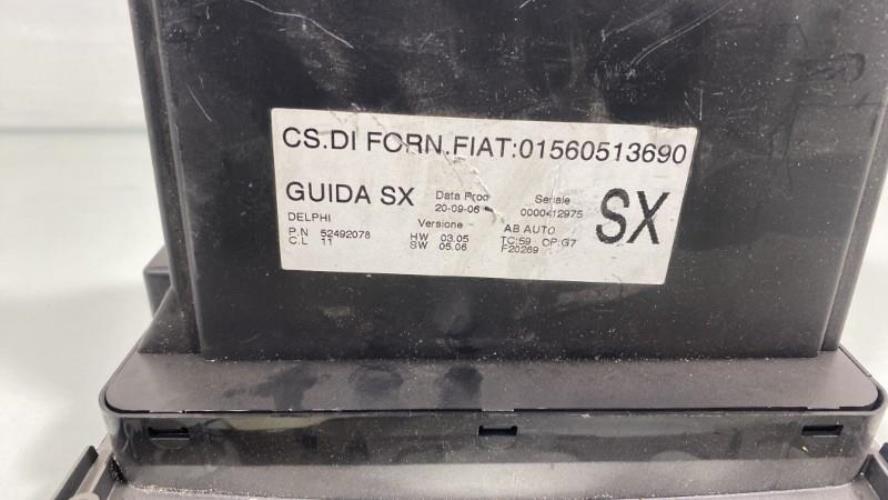 CS.DI FORN.FIAT:01560513690
GUIDA SX
Data Prod
20-09-06
Seriale
0000412975
SX
DELPHI
P.N 52492078
C.L 11
Versione
HW 03.05
SW 05.06
AB AUTO
TC:59 OP:G7
F20269